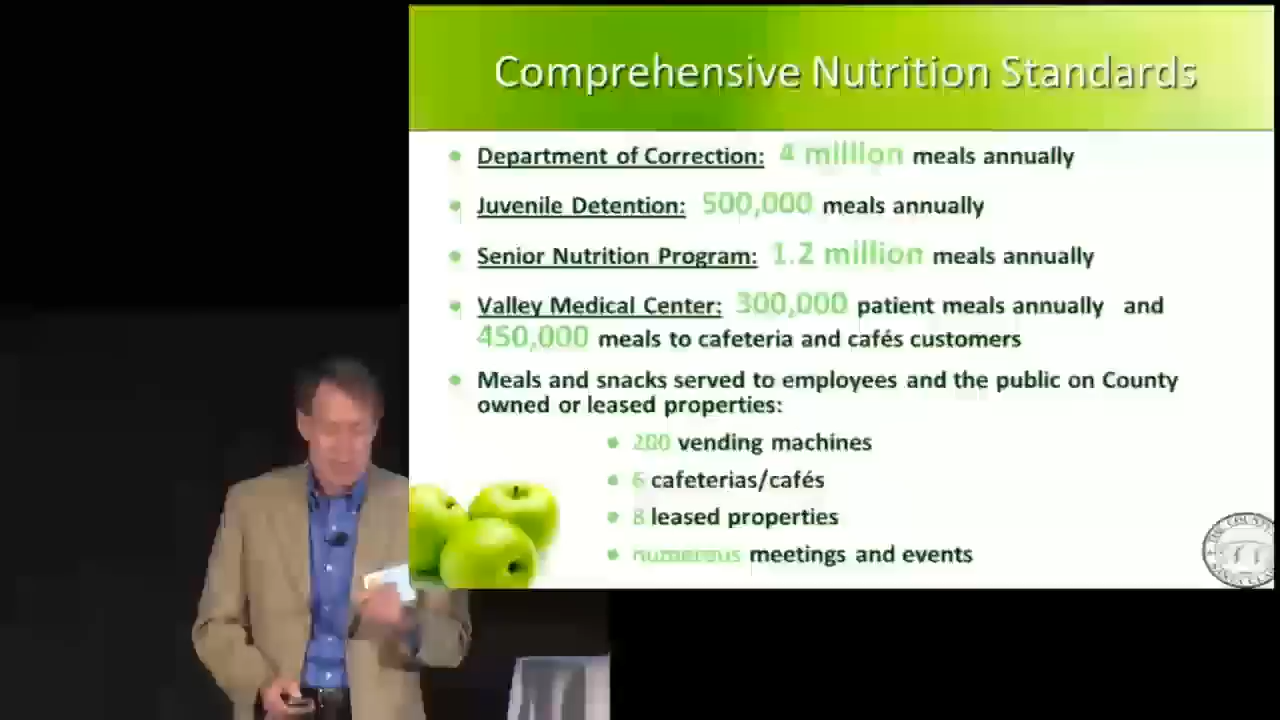 Comprehensive Nutrition Standards
Department of Correction: 4 million meals annually
Juvenile Detention: 500,000 meals annually
Senior Nutrition Program: 1.2 million meals annually
Valley Medical Center: 300,000 patient meals annually and
450,000 meals to cafeteria and cafés customers
Meals and snacks served to employees and the public on County
owned or leased properties:
200 vending machines
6 cafeterias/cafés
8 leased properties
numerous meetings and events